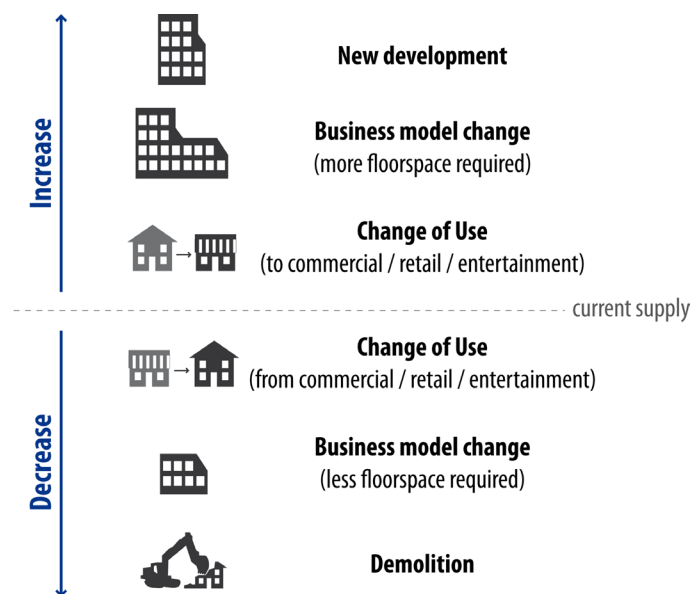 Increase
New development
Business model change
(more floorspace required)
Change of Use
(to commercial / retail / entertainment)
current supply
Decrease
Change of Use
(from commercial / retail / entertainment)
Business model change
(less floorspace required)
Demolition